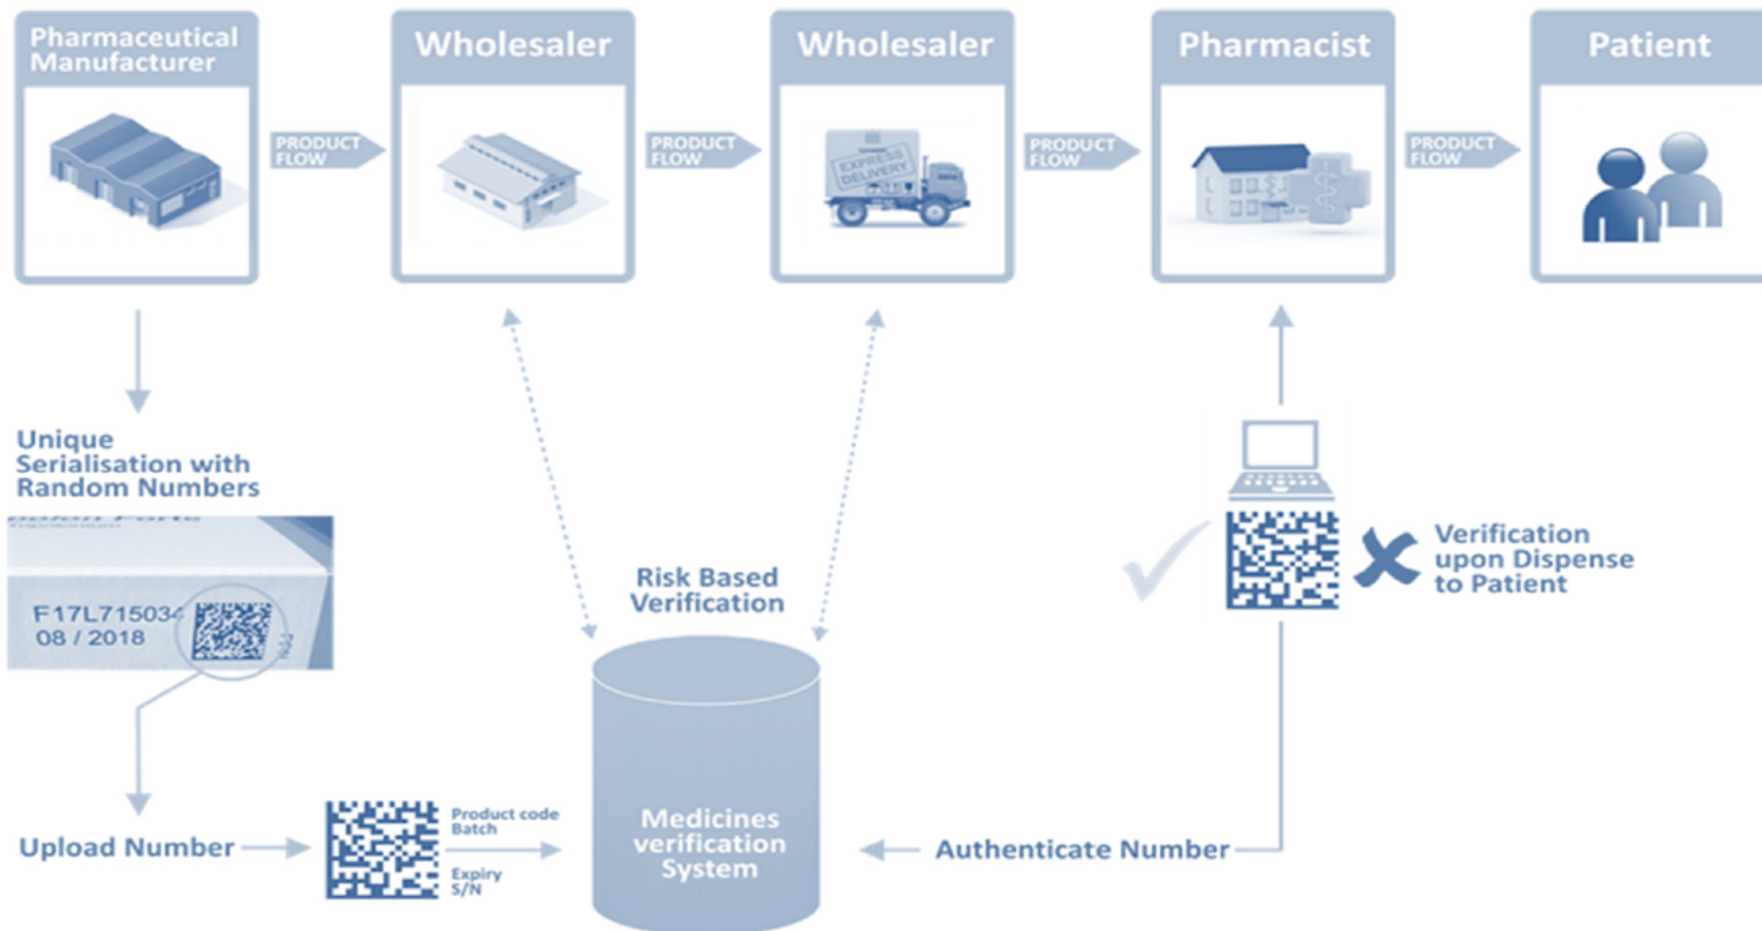 Pharmaceutical
Manufacturer
Wholesaler
Wholesaler
Pharmacist
Patient
PRODUCT
FLOW
PRODUCT
FLOW
PRODUCT
FLOW
PRODUCT
FLOW
EXPRESS
DELIVERY
Unique
Serialisation with
Random Numbers
F17L715034
08 / 2018
Risk Based
Verification
Verification
upon Dispense
to Patient
Upload Number
Product code
Batch
Expiry
S/N
Medicines
verification
System
Authenticate Number